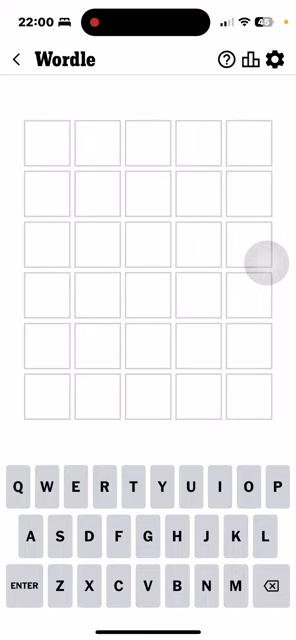 22:00 45
Wordle
Q W E R T Y U I O P
A S D F G H J K L
ENTER Z X C V B N M